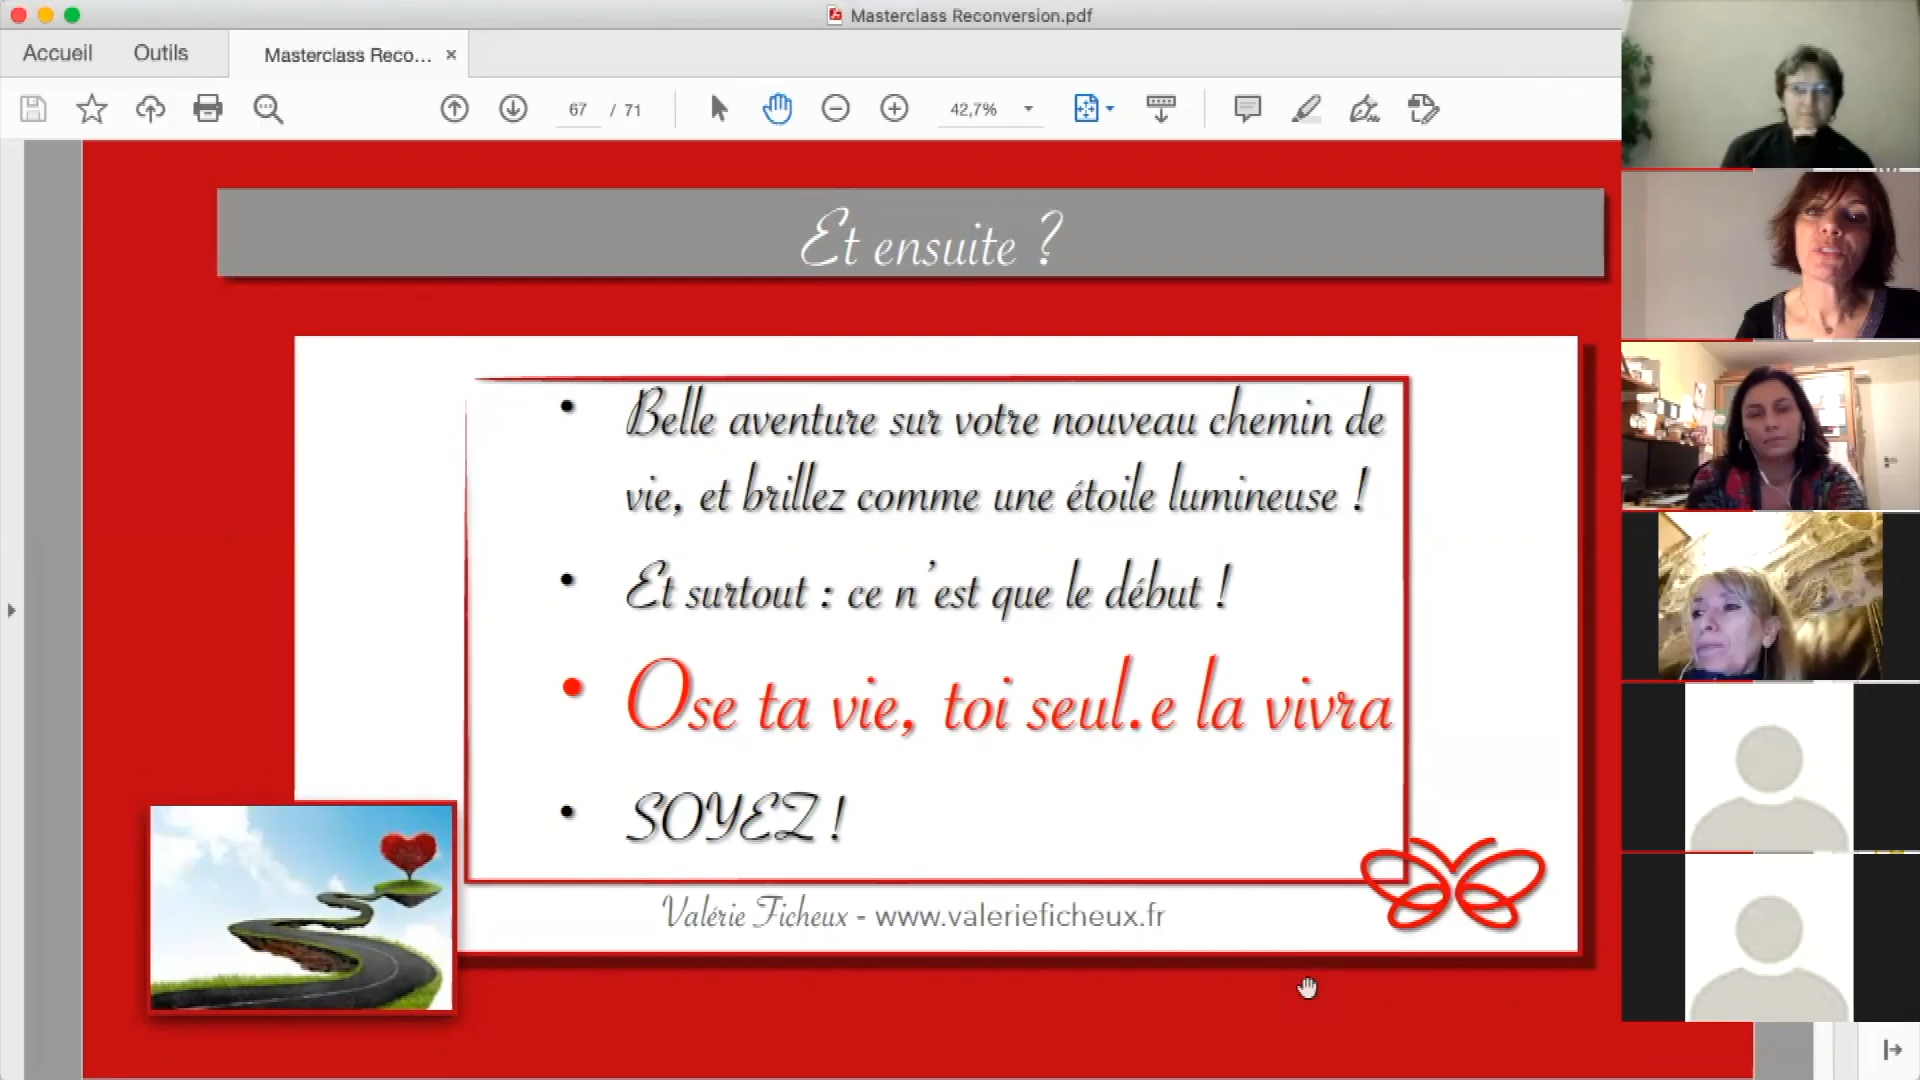 Masterclass Reconversion.pdf
Accueil Outils Masterclass Reco... ×
67 / 71 42,7%
Et ensuite ?
• Belle aventure sur votre nouveau chemin de
vie, et brillez comme une étoile lumineuse !
• Et surtout : ce n'est que le début !
• Ose ta vie, toi seul.e la vivra
• SOYEZ !
Valérie Ficheux - www.valerieficheux.fr